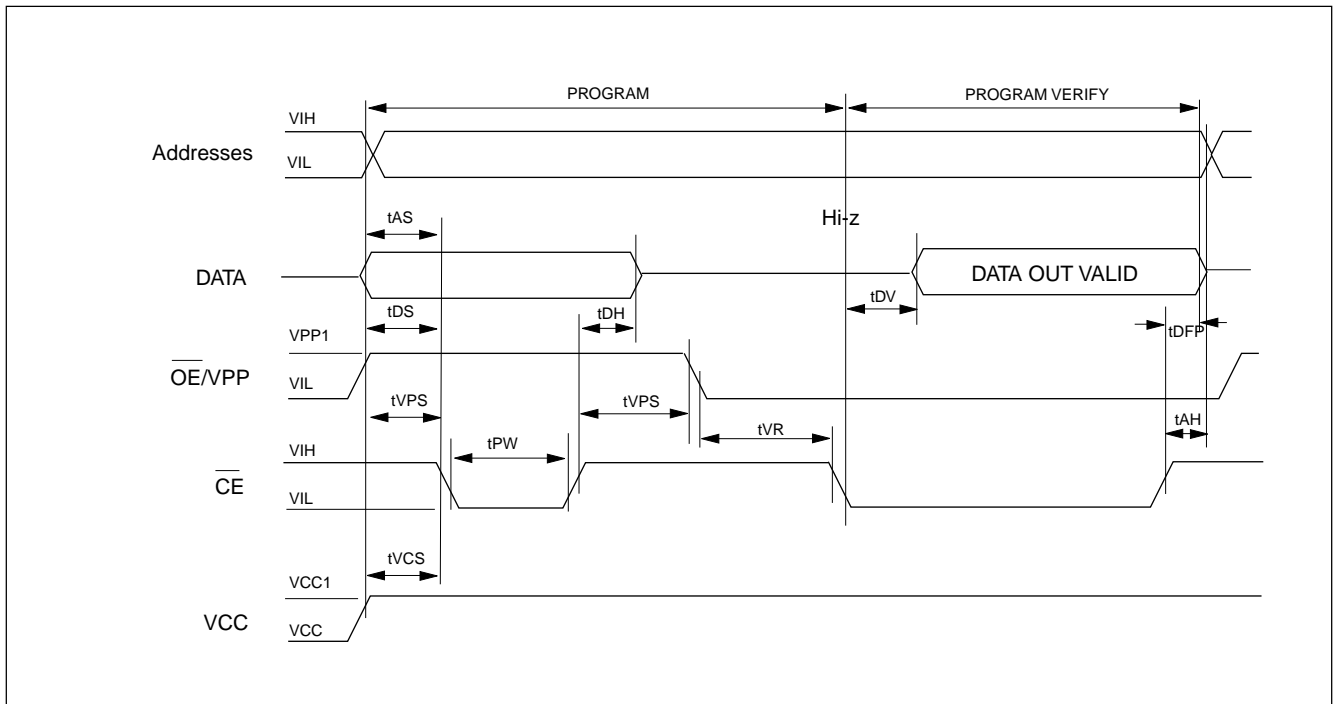 PROGRAM
PROGRAM VERIFY
VIH
Addresses
VIL
tAS
Hi-z
DATA
DATA OUT VALID
tDS
tDH
tDV
tDFP
VPP1
OE/VPP
VIL
tVPS
tVPS
tVR
tAH
tPW
VIH
CE
VIL
tVCS
VCC1
VCC
VCC